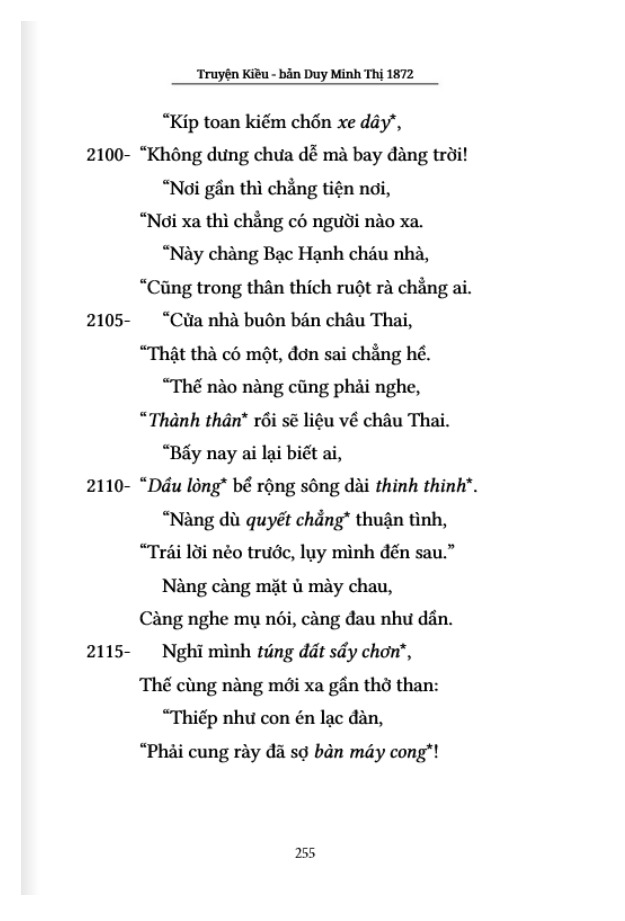 Truyện Kiều - bản Duy Minh Thị 1872
“Kíp toan kiếm chốn xe dây*,
2100- “Không dưng chưa dễ mà bay đàng trời!
“Nơi gần thì chẳng tiện nơi,
“Nơi xa thì chẳng có người nào xa.
“Này chàng Bạc Hạnh cháu nhà,
“Cũng trong thân thích ruột rà chẳng ai.
2105- “Cửa nhà buôn bán châu Thai,
“Thật thà có một, đơn sai chẳng hề.
“Thế nào nàng cũng phải nghe,
“Thành thân* rồi sẽ liệu về châu Thai.
“Bấy nay ai lại biết ai,
2110- “Dầu lòng* bể rộng sông dài thinh thinh*.
“Nàng dù quyết chẳng* thuận tình,
“Trái lời nẻo trước, lụy mình đến sau.”
Nàng càng mặt ủ mày chau,
Càng nghe mụ nói, càng đau như dần.
2115- Nghĩ mình túng đất sẩy chơn*,
Thế cùng nàng mới xa gần thở than:
“Thiếp như con én lạc đàn,
“Phải cung rày đã sợ bàn máy cong*!
255